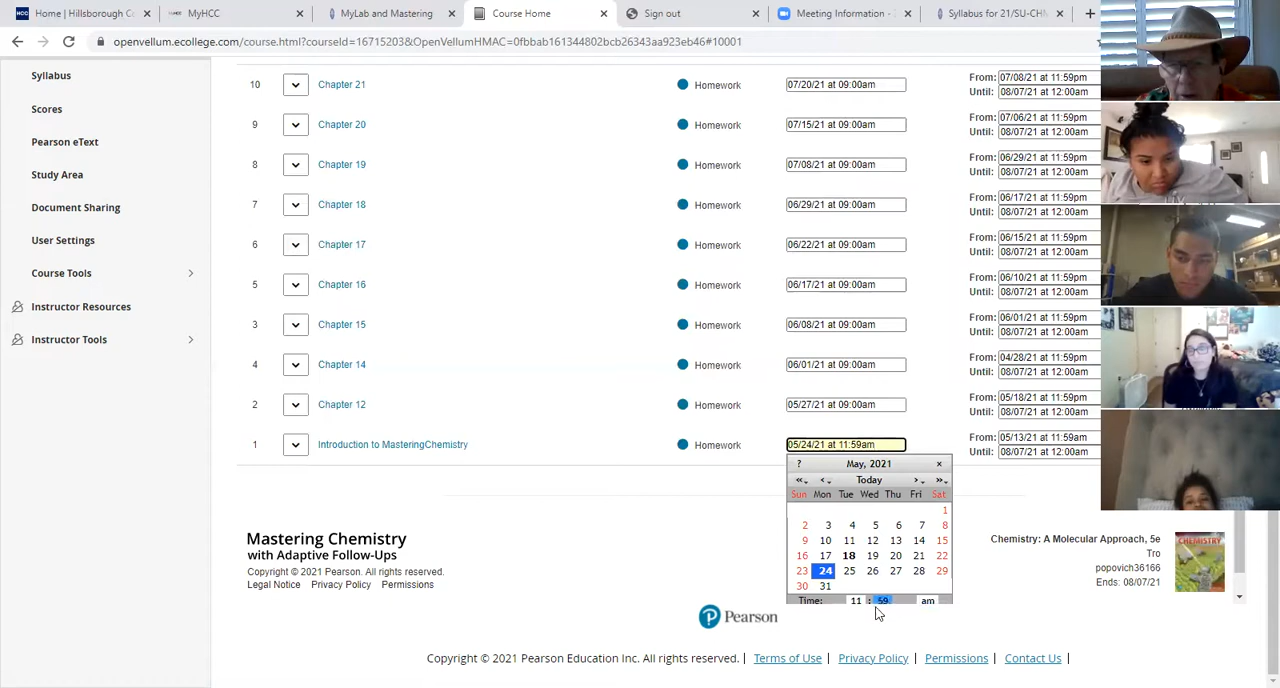 Home | Hillsborough C
MyHCC
MyLab and Mastering
Course Home
Sign out
Meeting Information -
Syllabus for 21/SU-CHM
openvellum.ecollege.com/course.html?courseId=16715203&OpenVellumHMAC=0fbbab161344802bcb26343aa923eb46#10001
Syllabus
Scores
Pearson eText
Study Area
Document Sharing
User Settings
Course Tools
Instructor Resources
Instructor Tools
10 Chapter 21 Homework 07/20/21 at 09:00am From: 07/08/21 at 11:59pm
Until: 08/07/21 at 12:00am
9 Chapter 20 Homework 07/15/21 at 09:00am From: 07/06/21 at 11:59pm
Until: 08/07/21 at 12:00am
8 Chapter 19 Homework 07/08/21 at 09:00am From: 06/29/21 at 11:59pm
Until: 08/07/21 at 12:00am
7 Chapter 18 Homework 06/29/21 at 09:00am From: 06/17/21 at 11:59pm
Until: 08/07/21 at 12:00am
6 Chapter 17 Homework 06/22/21 at 09:00am From: 06/15/21 at 11:59pm
Until: 08/07/21 at 12:00am
5 Chapter 16 Homework 06/17/21 at 09:00am From: 06/10/21 at 11:59pm
Until: 08/07/21 at 12:00am
3 Chapter 15 Homework 06/08/21 at 09:00am From: 06/01/21 at 11:59pm
Until: 08/07/21 at 12:00am
4 Chapter 14 Homework 06/01/21 at 09:00am From: 04/28/21 at 11:59pm
Until: 08/07/21 at 12:00am
2 Chapter 12 Homework 05/27/21 at 09:00am From: 05/18/21 at 11:59pm
Until: 08/07/21 at 12:00am
1 Introduction to MasteringChemistry Homework 05/24/21 at 11:59am From: 05/13/21 at 11:59pm
Until: 08/07/21 at 12:00am
? May, 2021 ×
« ‹ Today › »
Sun Mon Tue Wed Thu Fri Sat
1
2 3 4 5 6 7 8
9 10 11 12 13 14 15
16 17 18 19 20 21 22
23 24 25 26 27 28 29
30 31
Time: 11 : 59 am
Mastering Chemistry
with Adaptive Follow-Ups
Copyright © 2021 Pearson. All rights reserved.
Legal Notice Privacy Policy Permissions
Chemistry: A Molecular Approach, 5e
Tro
popovich36166
Ends: 08/07/21
CHEMISTRY
Pearson
Copyright © 2021 Pearson Education Inc. All rights reserved. | Terms of Use | Privacy Policy | Permissions | Contact Us |